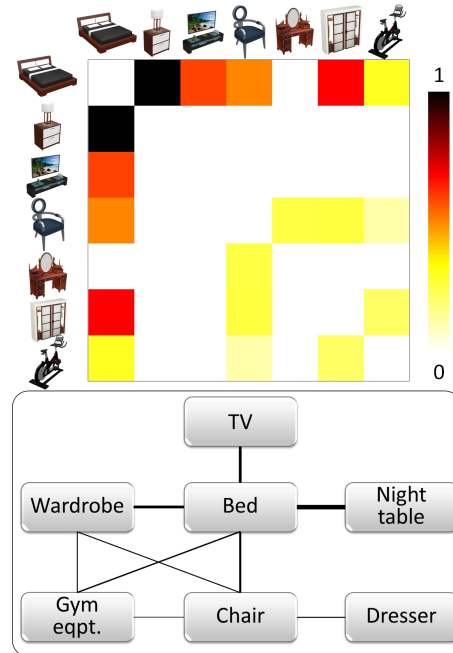 1
0
TV
Wardrobe
Bed
Night
table
Gym
eqpt.
Chair
Dresser